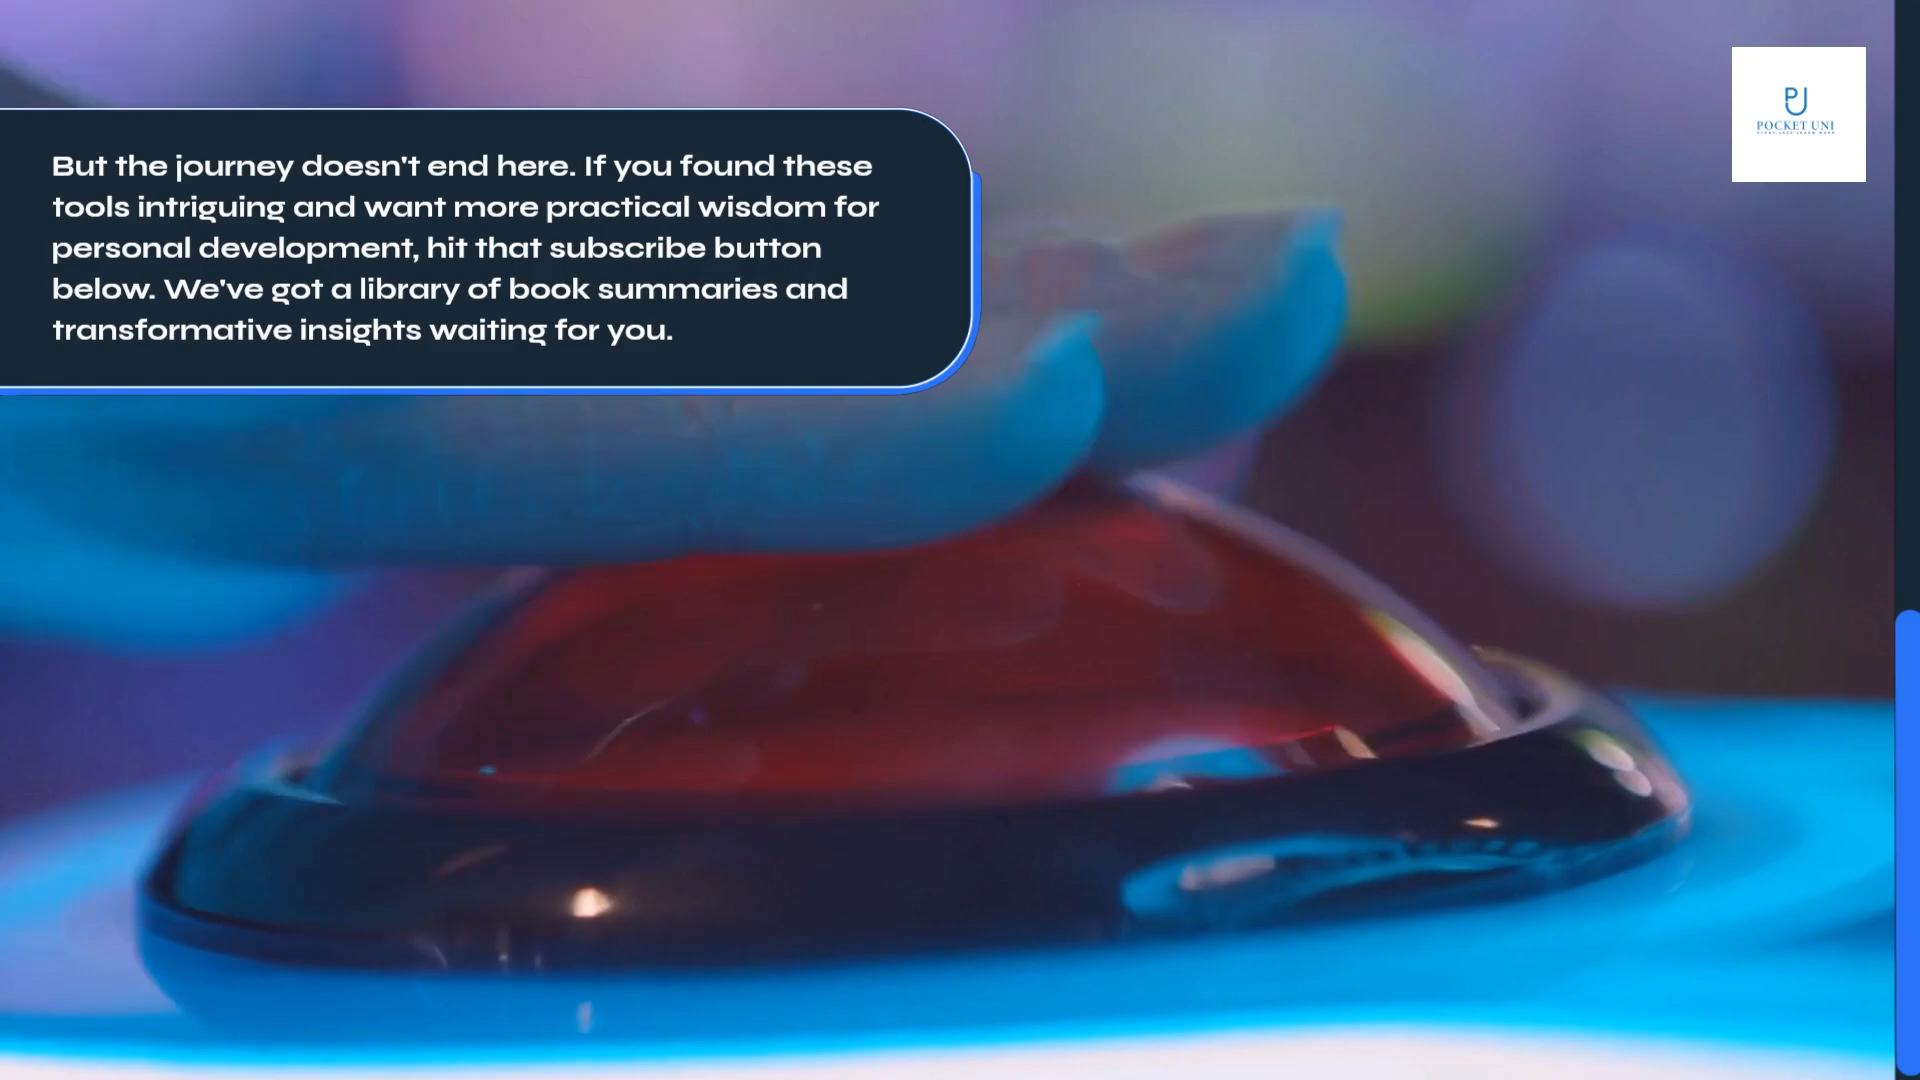 But the journey doesn't end here. If you found these
tools intriguing and want more practical wisdom for
personal development, hit that subscribe button
below. We've got a library of book summaries and
transformative insights waiting for you.
PU
POCKET UNI